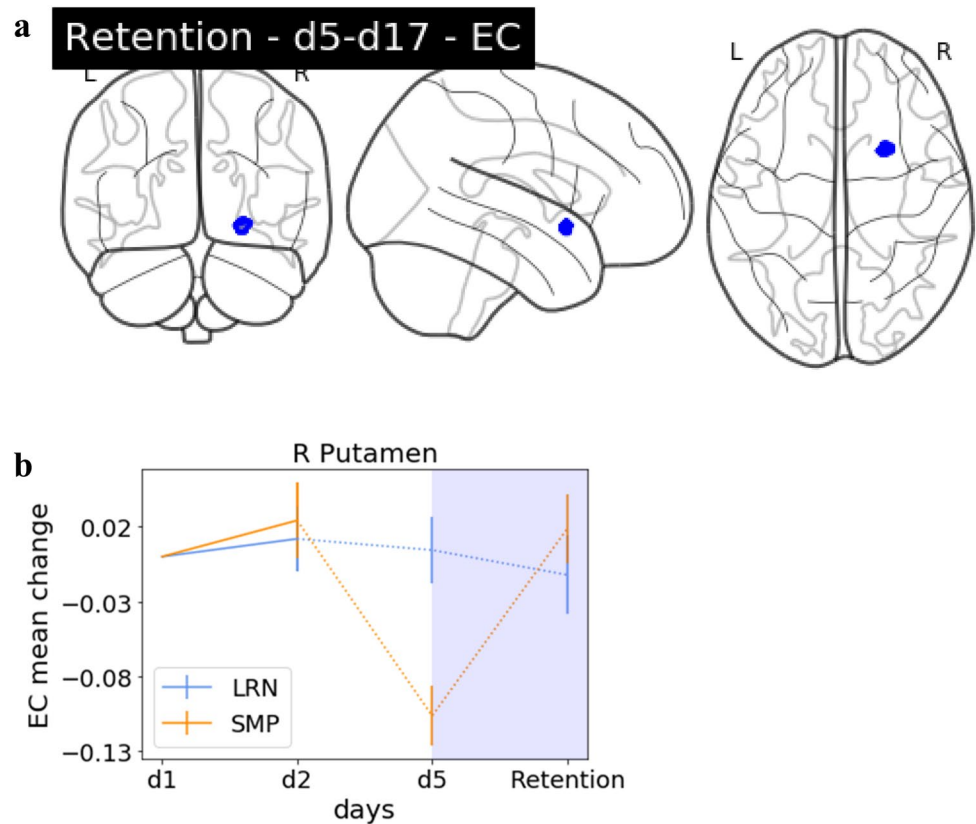 a
Retention - d5-d17 - EC
L R
L R
b
R Putamen
EC mean change
0.02
−0.03
−0.08
−0.13
LRN
SMP
d1 d2 d5 Retention
days